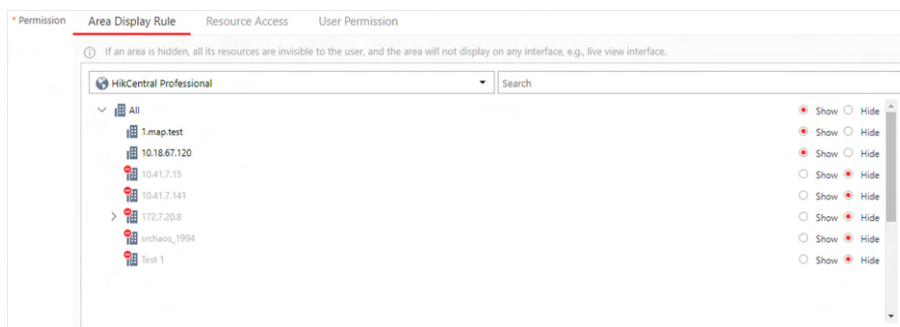 * Permission Area Display Rule Resource Access User Permission
If an area is hidden, all its resources are invisible to the user, and the area will not display on any interface, e.g., live view interface.
HikCentral Professional Search
All Show Hide
1.map.test Show Hide
10.18.67.120 Show Hide
10.41.7.15 Show Hide
10.41.7.141 Show Hide
172.7.20.8 Show Hide
srchaos_1994 Show Hide
Test 1 Show Hide